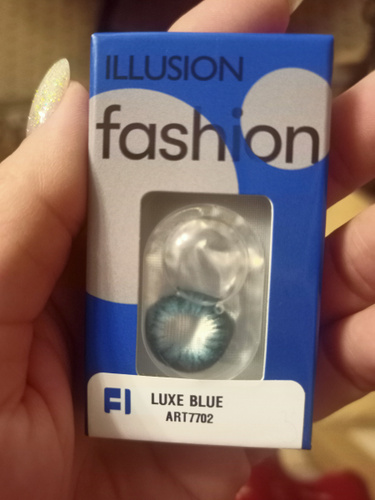 ILLUSION
fashion
FI
LUXE BLUE
ART7702